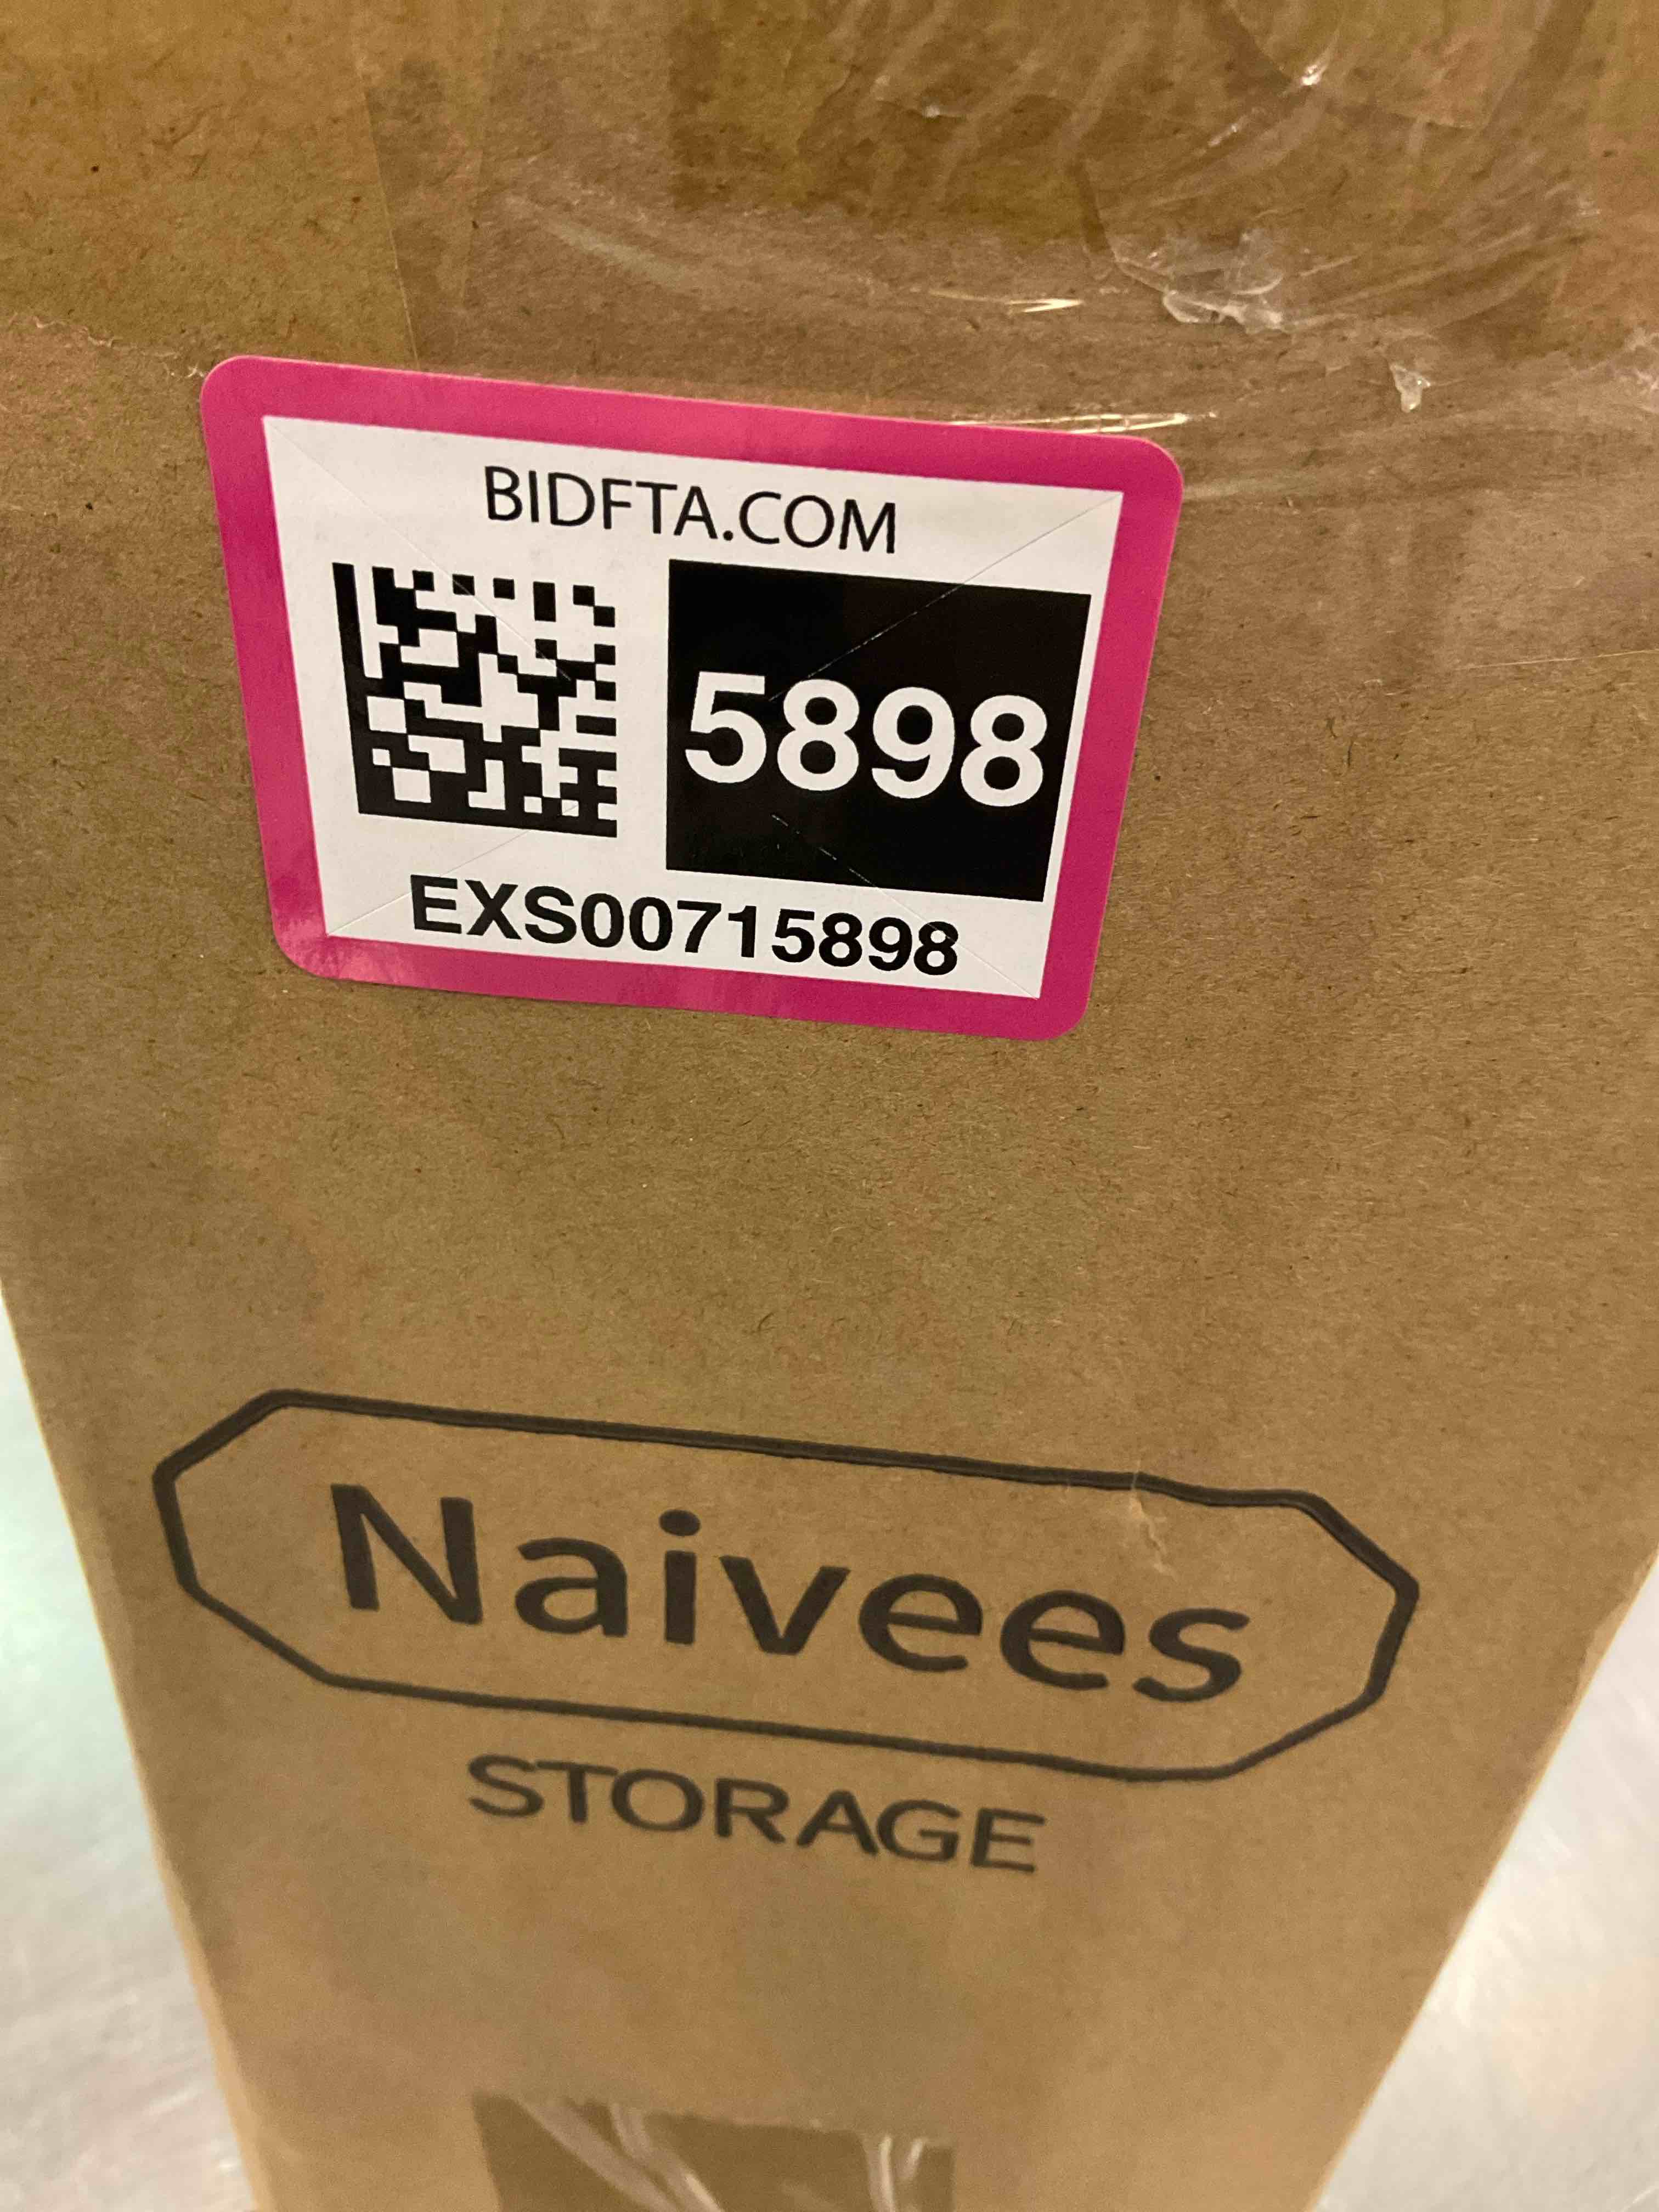 BIDFTA.COM
5898
EXS00715898
Naivees
STORAGE